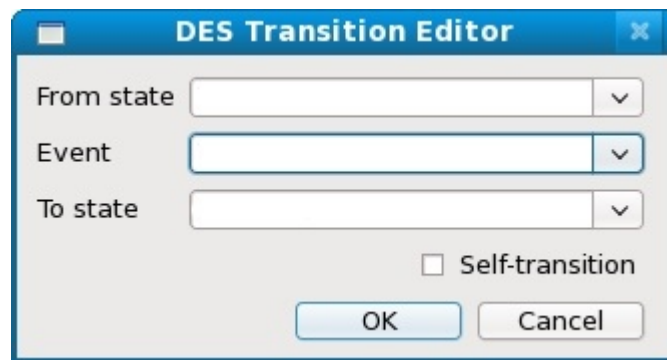 DES Transition Editor
From state
Event
To state
Self-transition
OK Cancel